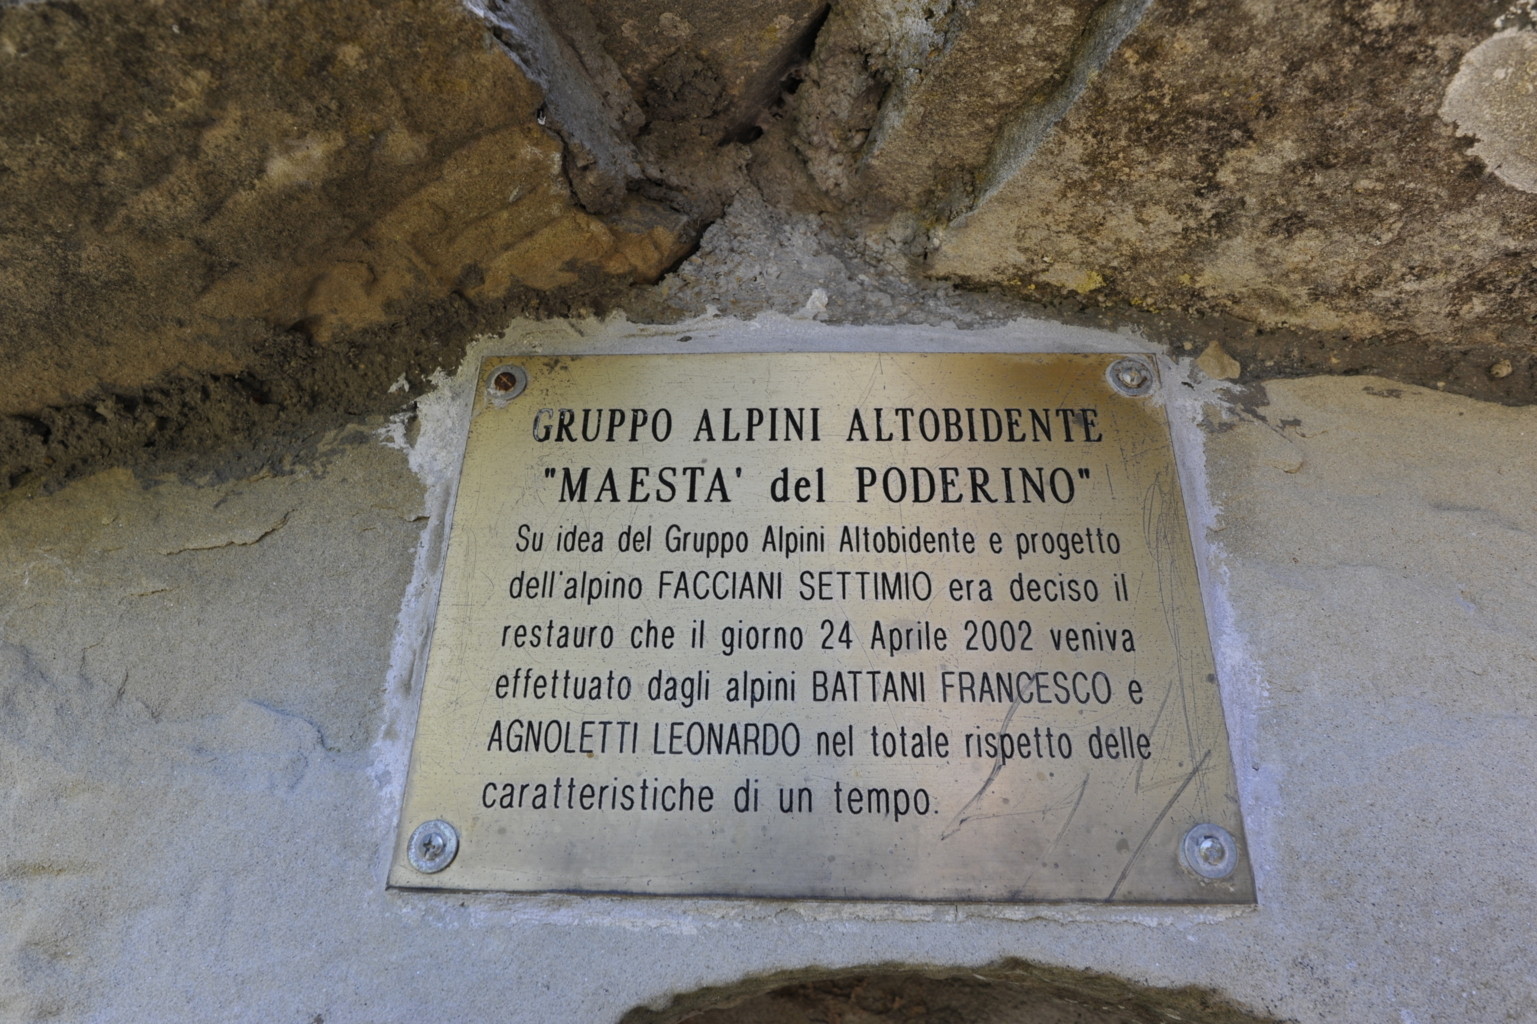 GRUPPO ALPINI ALTOBIDENTE
"MAESTA' del PODERINO"
Su idea del Gruppo Alpini Altobidente e progetto
dell'alpino FACCIANI SETTIMIO era deciso il
restauro che il giorno 24 Aprile 2002 veniva
effettuato dagli alpini BATTANI FRANCESCO e
AGNOLETTI LEONARDO nel totale rispetto delle
caratteristiche di un tempo.